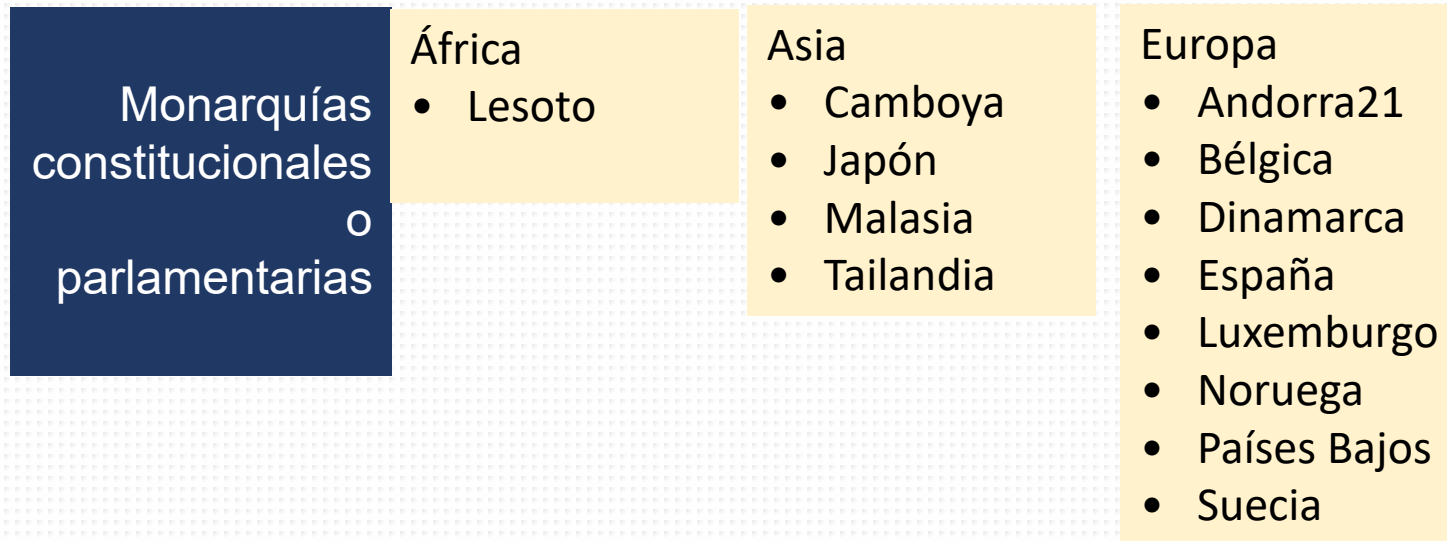 Monarquías
constitucionales
o
parlamentarias
África
• Lesoto
Asia
• Camboya
• Japón
• Malasia
• Tailandia
Europa
• Andorra21
• Bélgica
• Dinamarca
• España
• Luxemburgo
• Noruega
• Países Bajos
• Suecia